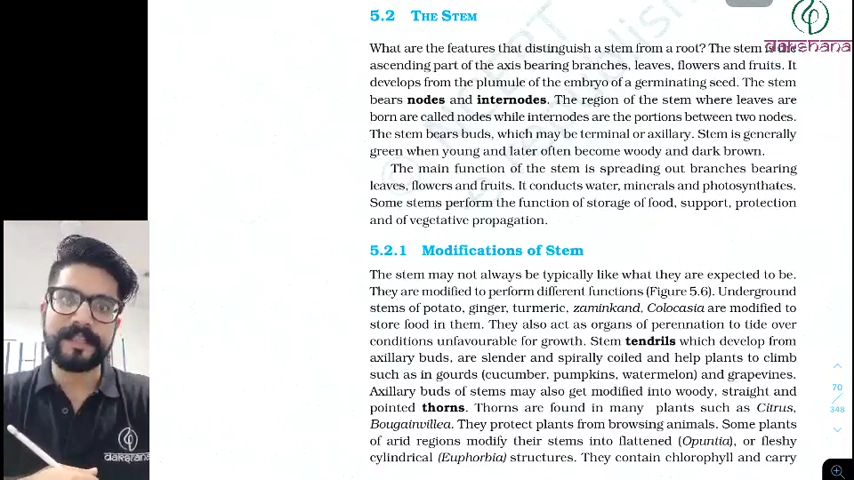 5.2 THE STEM
What are the features that distinguish a stem from a root? The stem is the
ascending part of the axis bearing branches, leaves, flowers and fruits. It
develops from the plumule of the embryo of a germinating seed. The stem
bears nodes and internodes. The region of the stem where leaves are
born are called nodes while internodes are the portions between two nodes.
The stem bears buds, which may be terminal or axillary. Stem is generally
green when young and later often become woody and dark brown.
The main function of the stem is spreading out branches bearing
leaves, flowers and fruits. It conducts water, minerals and photosynthates.
Some stems perform the function of storage of food, support, protection
and of vegetative propagation.
5.2.1 Modifications of Stem
The stem may not always be typically like what they are expected to be.
They are modified to perform different functions (Figure 5.6). Underground
stems of potato, ginger, turmeric, zaminkand, Colocasia are modified to
store food in them. They also act as organs of perennation to tide over
conditions unfavourable for growth. Stem tendrils which develop from
axillary buds, are slender and spirally coiled and help plants to climb
such as in gourds (cucumber, pumpkins, watermelon) and grapevines.
Axillary buds of stems may also get modified into woody, straight and
pointed thorns. Thorns are found in many plants such as Citrus,
Bougainvillea. They protect plants from browsing animals. Some plants
of arid regions modify their stems into flattened (Opuntia), or fleshy
cylindrical (Euphorbia) structures. They contain chlorophyll and carry
darshana
70
/
348
darshana